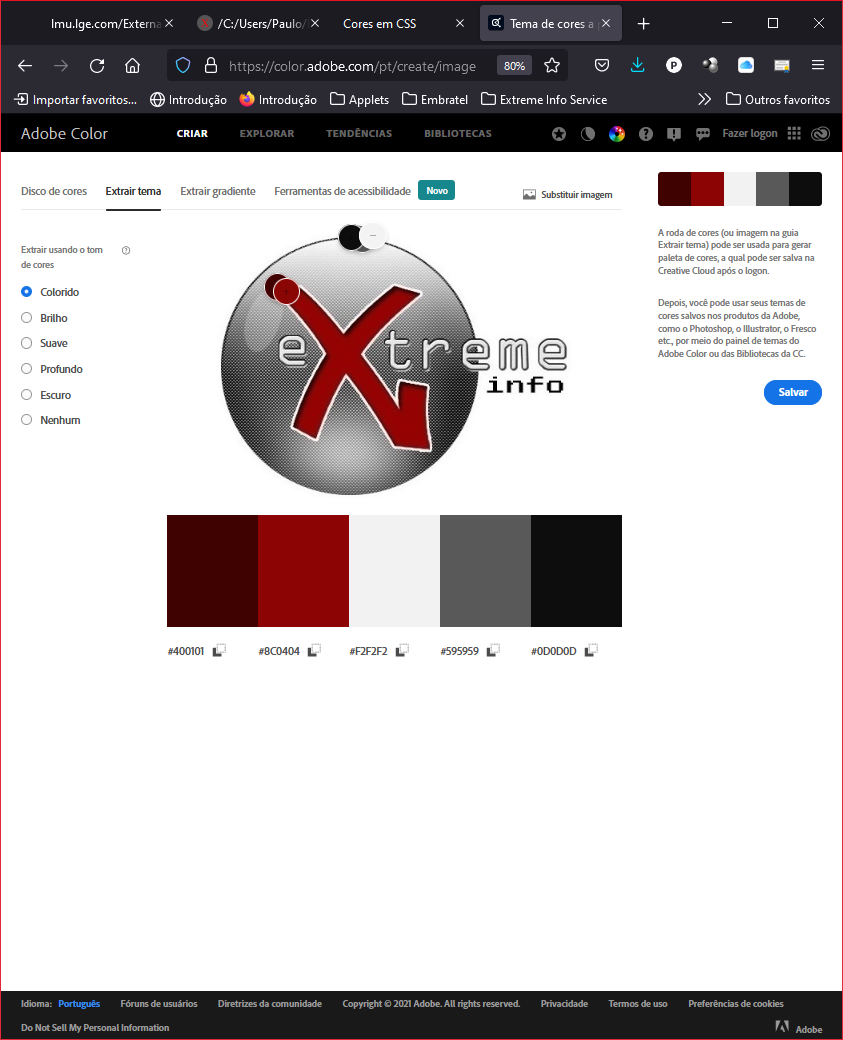 lmu.lge.com/Externa
/C:/Users/Paulo/
Cores em CSS
Tema de cores a p
https://color.adobe.com/pt/create/image
80%
Importar favoritos...
Introdução
Introdução
Applets
Embratel
Extreme Info Service
Outros favoritos
Adobe Color
CRIAR
EXPLORAR
TENDÊNCIAS
BIBLIOTECAS
Fazer logon
Disco de cores
Extrair tema
Extrair gradiente
Ferramentas de acessibilidade
Novo
Substituir imagem
Extrair usando o tom
de cores
Colorido
Brilho
Suave
Profundo
Escuro
Nenhum
eXtreme
info
#400101
#8C0404
#F2F2F2
#595959
#0D0D0D
A roda de cores (ou imagem na guia
Extrair tema) pode ser usada para gerar
paleta de cores, a qual pode ser salva na
Creative Cloud após o logon.
Depois, você pode usar seus temas de
cores salvos nos produtos da Adobe,
como o Photoshop, o Illustrator, o Fresco
etc., por meio do painel de temas do
Adobe Color ou das Bibliotecas da CC.
Salvar
Idioma: Português
Fóruns de usuários
Diretrizes da comunidade
Copyright © 2021 Adobe. All rights reserved.
Privacidade
Termos de uso
Preferências de cookies
Do Not Sell My Personal Information
Adobe